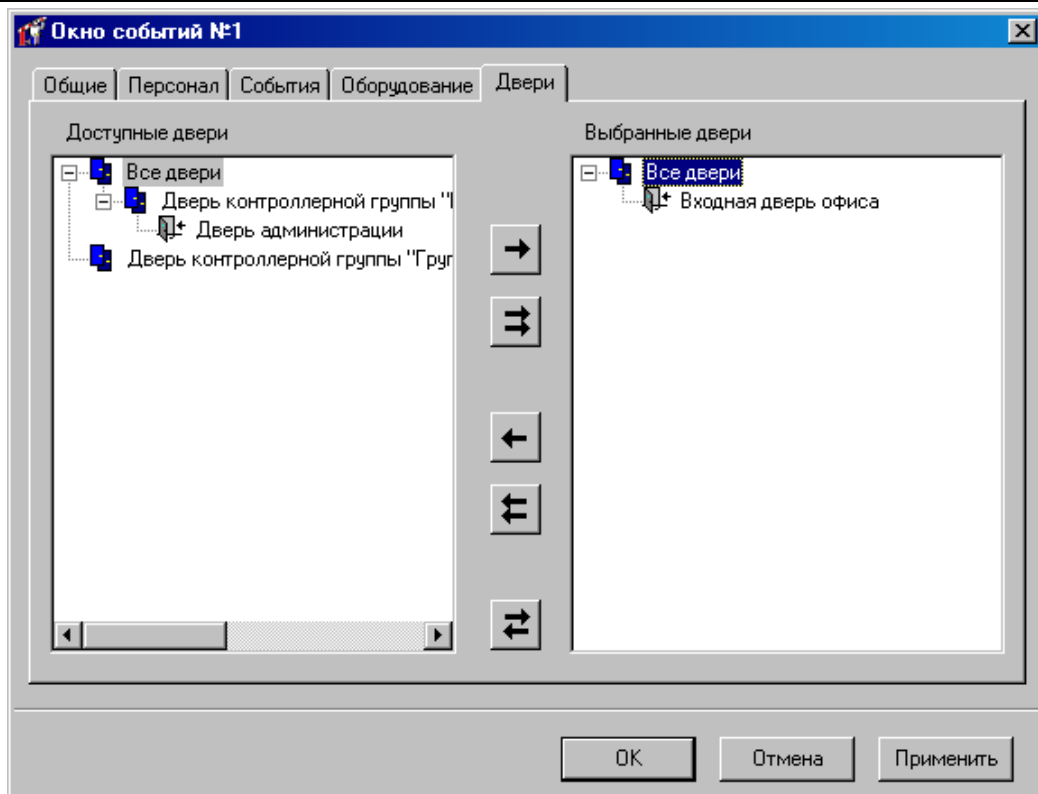 Окно событий №1
Общие Персонал События Оборудование Двери
Доступные двери
Выбранные двери
Все двери
Дверь контроллерной группы "
Дверь администрации
Дверь контроллерной группы "Груп
Все двери
Входная дверь офиса
OK Отмена Применить